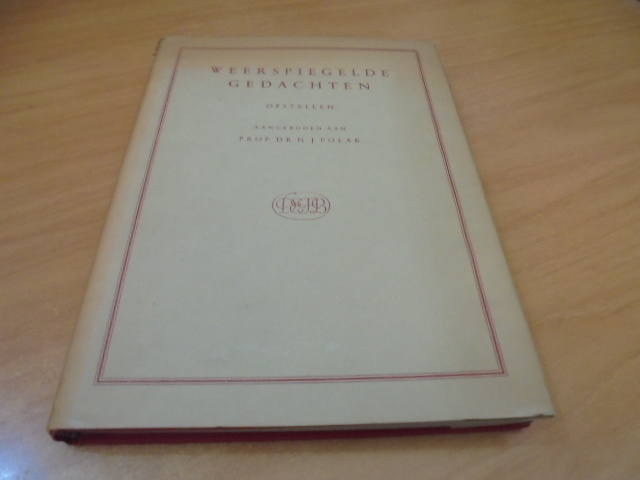 WEERSPIEGELDE
GEDACHTEN
OPSTELLEN
AANGEBODEN AAN
PROF DR N J POLAK